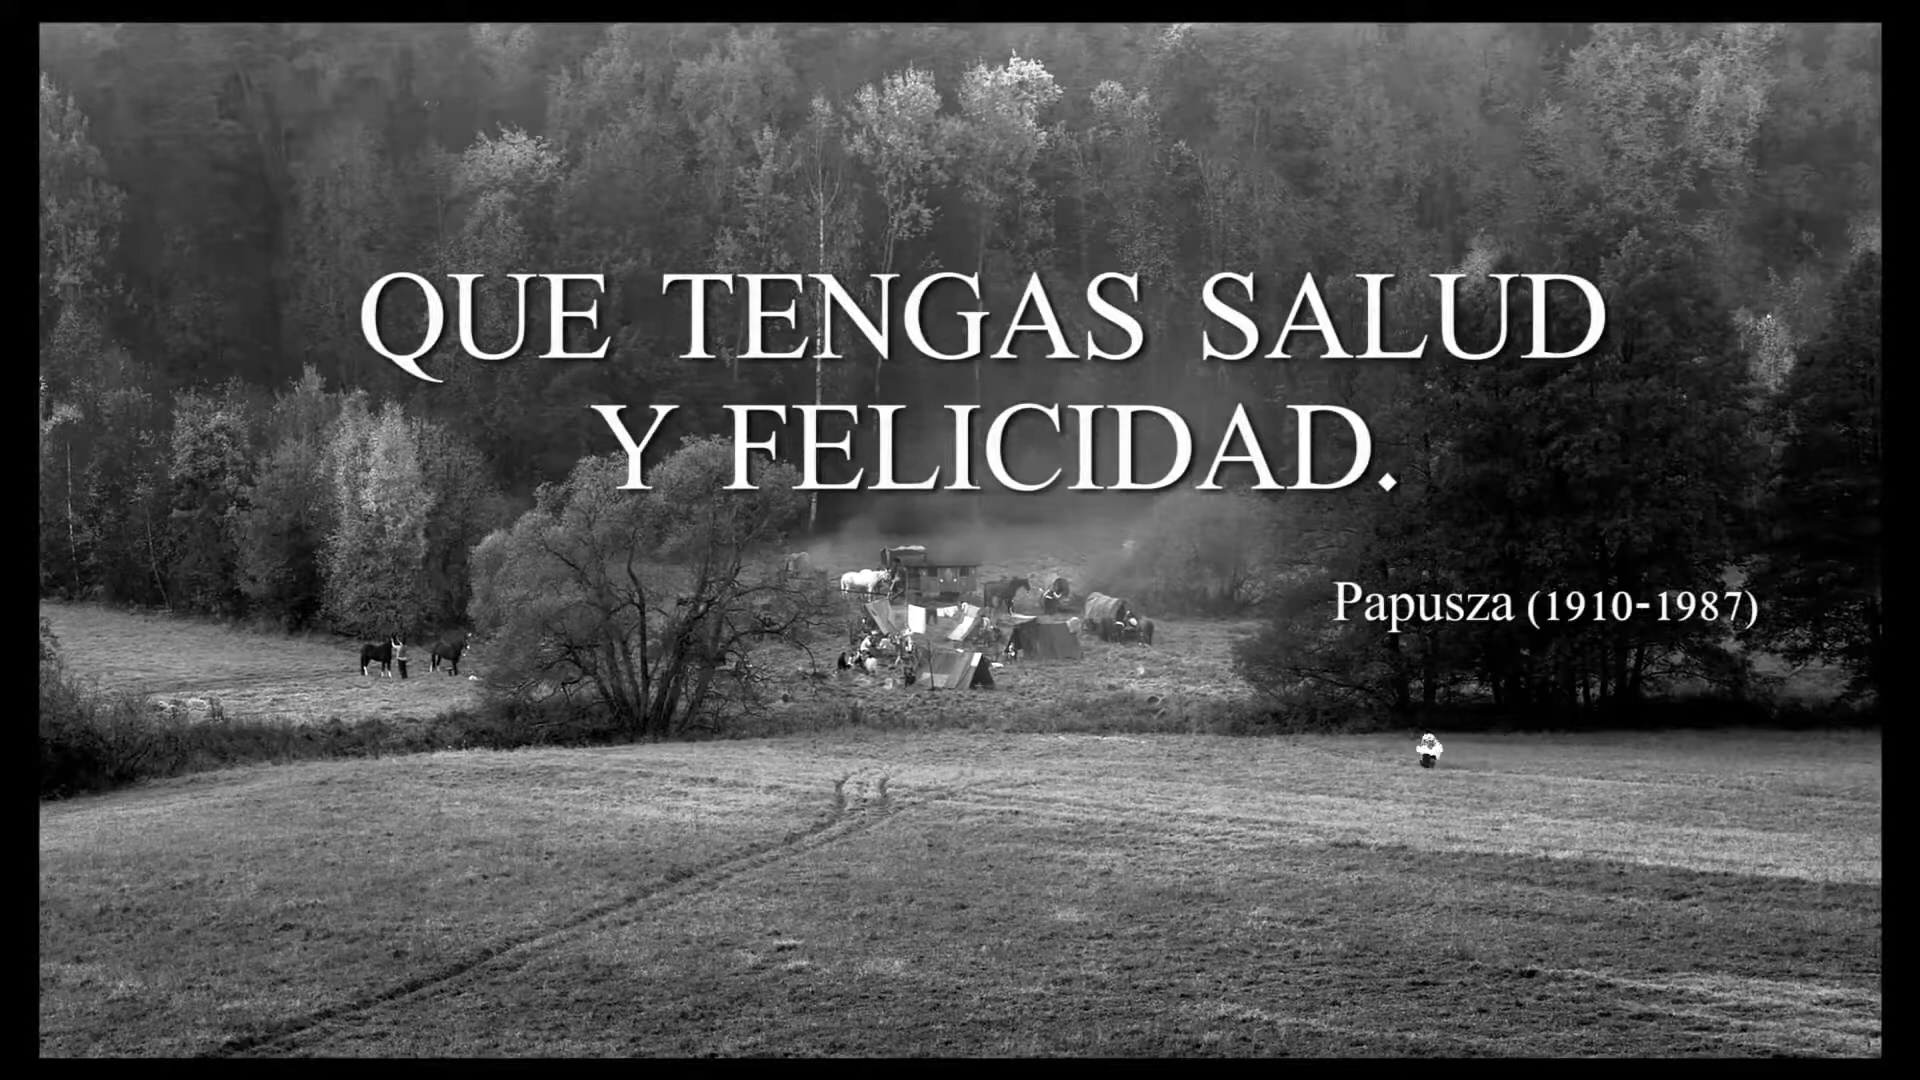 QUE TENGAS SALUD
Y FELICIDAD.
Papusza (1910-1987)